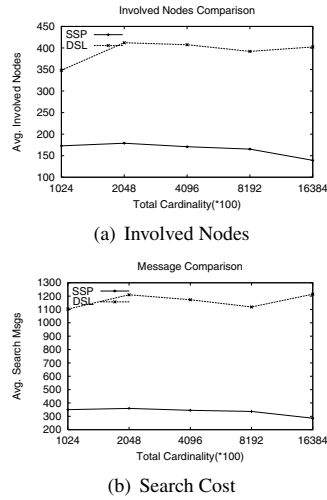 Involved Nodes Comparison
450
SSP
DSL
400
350
300
250
200
150
100
Avg. Involved Nodes
1024 2048 4096 8192 16384
Total Cardinality(*100)
(a) Involved Nodes
Message Comparison
1300
SSP
1200
DSL
1100
1000
900
800
700
600
500
400
300
200
Avg. Search Msgs
1024 2048 4096 8192 16384
Total Cardinality(*100)
(b) Search Cost